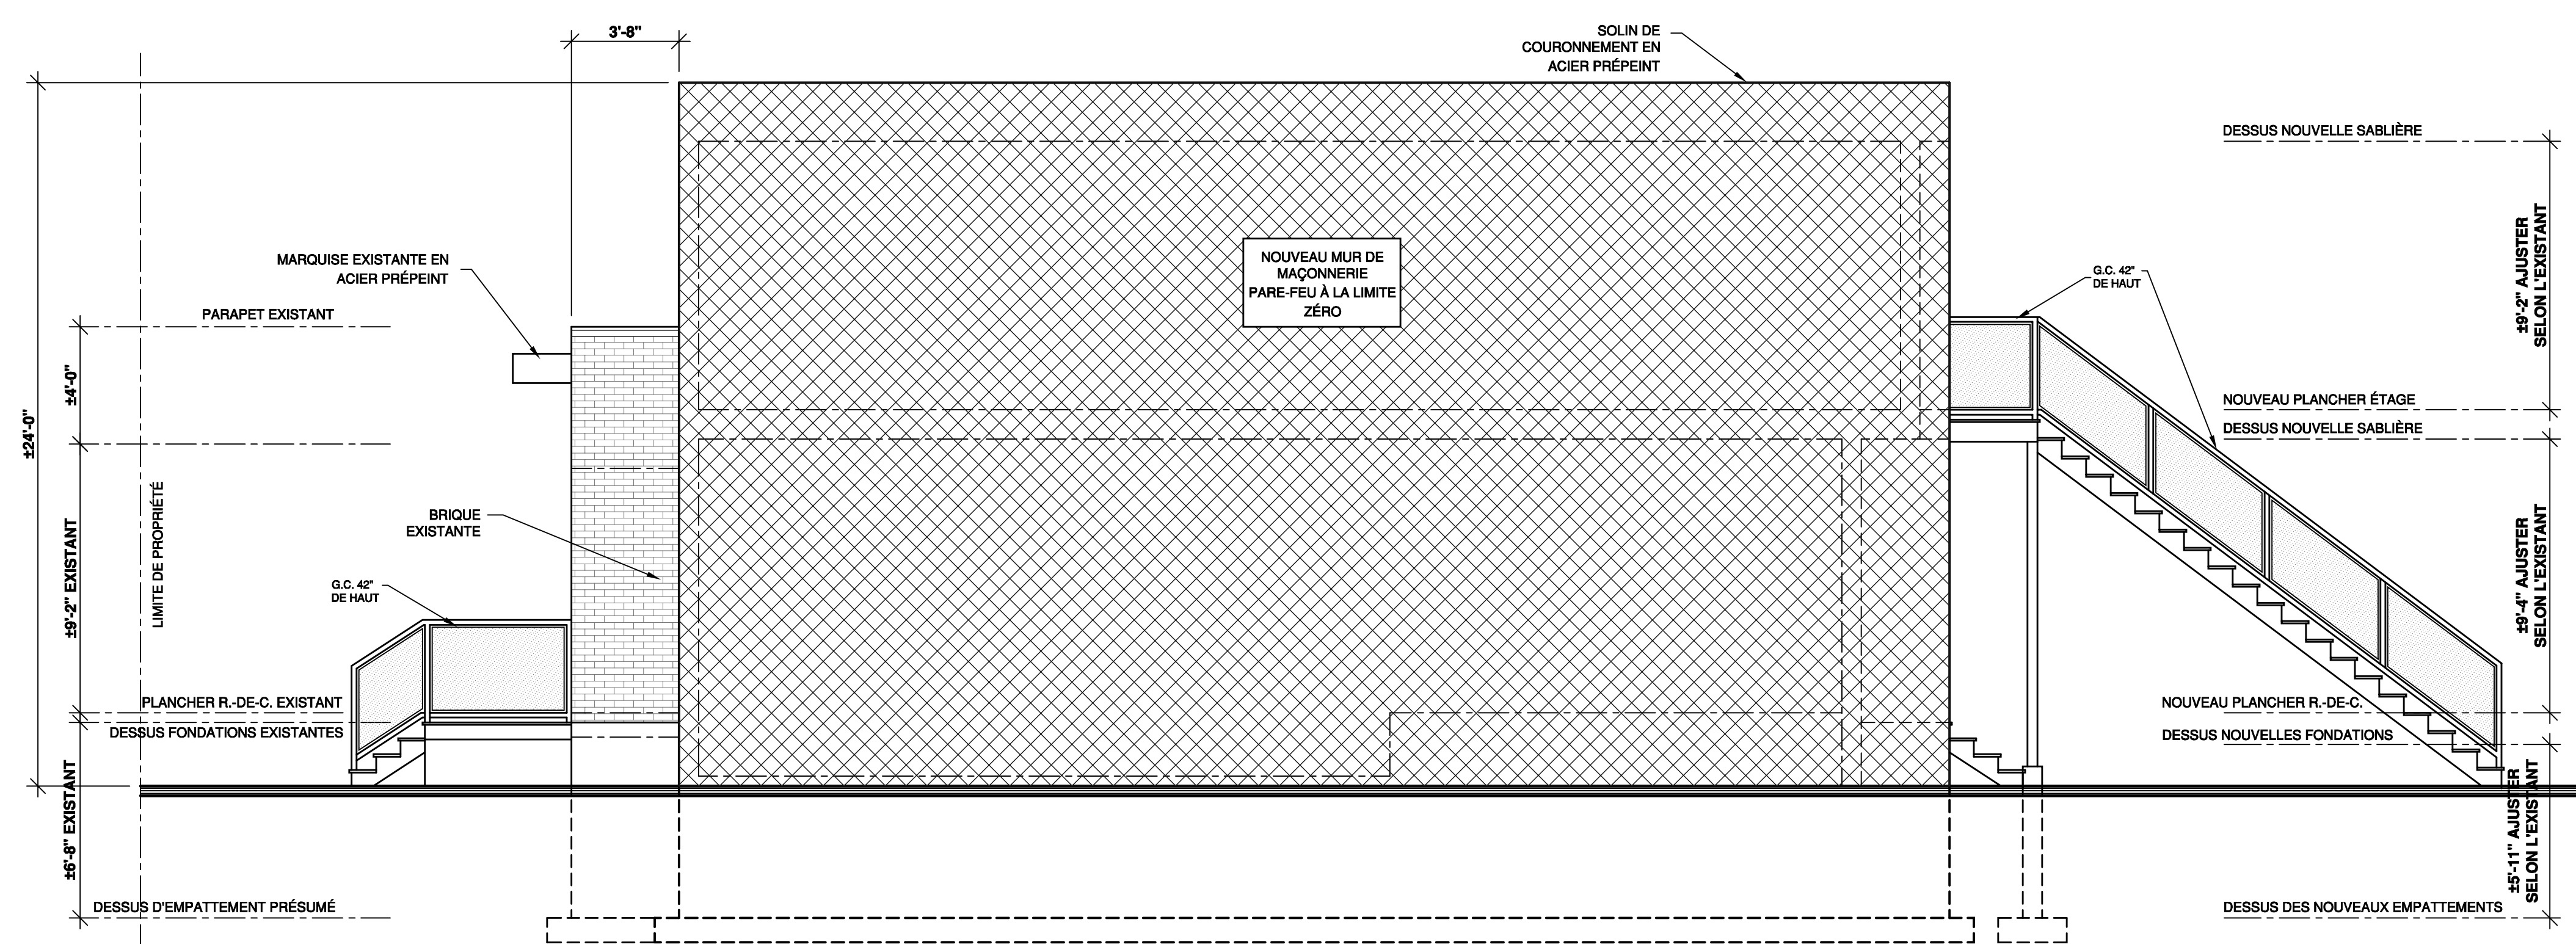 3'-8"
SOLIN DE
COURONNEMENT EN
ACIER PRÉPEINT
DESSUS NOUVELLE SABLIÈRE
±9'-2" AJUSTER
SELON L'EXISTANT
NOUVEAU MUR DE
MAÇONNERIE
PARE-FEU À LA LIMITE
ZÉRO
MARQUISE EXISTANTE EN
ACIER PRÉPEINT
G.C. 42"
DE HAUT
PARAPET EXISTANT
±4'-0"
±24'-0"
NOUVEAU PLANCHER ÉTAGE
DESSUS NOUVELLE SABLIÈRE
±9'-2" EXISTANT
LIMITE DE PROPRIÉTÉ
BRIQUE
EXISTANTE
±9'-4" AJUSTER
SELON L'EXISTANT
G.C. 42"
DE HAUT
PLANCHER R.-DE-C. EXISTANT
DESSUS FONDATIONS EXISTANTES
NOUVEAU PLANCHER R.-DE-C.
DESSUS NOUVELLES FONDATIONS
±6'-8" EXISTANT
±5'-11" AJUSTER
SELON L'EXISTANT
DESSUS D'EMPATTEMENT PRÉSUMÉ
DESSUS DES NOUVEAUX EMPATTEMENTS